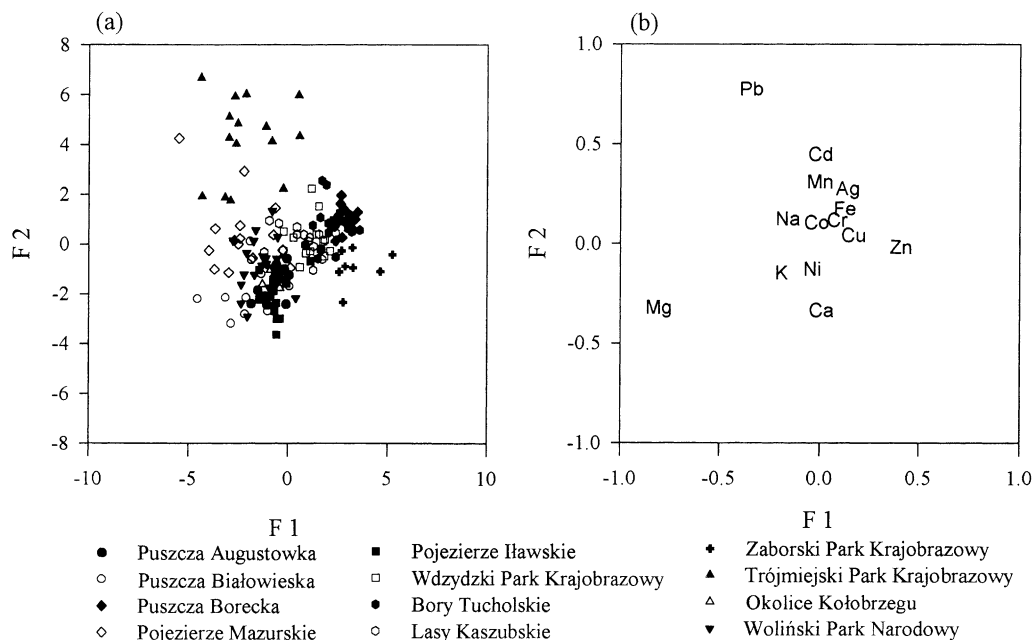 (a)
(b)
8
6
4
2
0
-2
-4
-6
-8
F 2
-10
-5
0
5
10
F 1
1.0
0.5
0.0
-0.5
-1.0
F 2
Pb
Cd
Mn
Ag
Fe
Na
Co
Cr
Cu
Zn
K
Ni
Mg
Ca
-1.0
-0.5
0.0
0.5
1.0
F 1
Puszcza Augustowka
Puszcza Białowieska
Puszcza Borecka
Pojezierze Mazurskie
Pojezierze Iławskie
Wdzydzki Park Krajobrazowy
Bory Tucholskie
Lasy Kaszubskie
Zaborski Park Krajobrazowy
Trójmiejski Park Krajobrazowy
Okolice Kołobrzegu
Woliński Park Narodowy